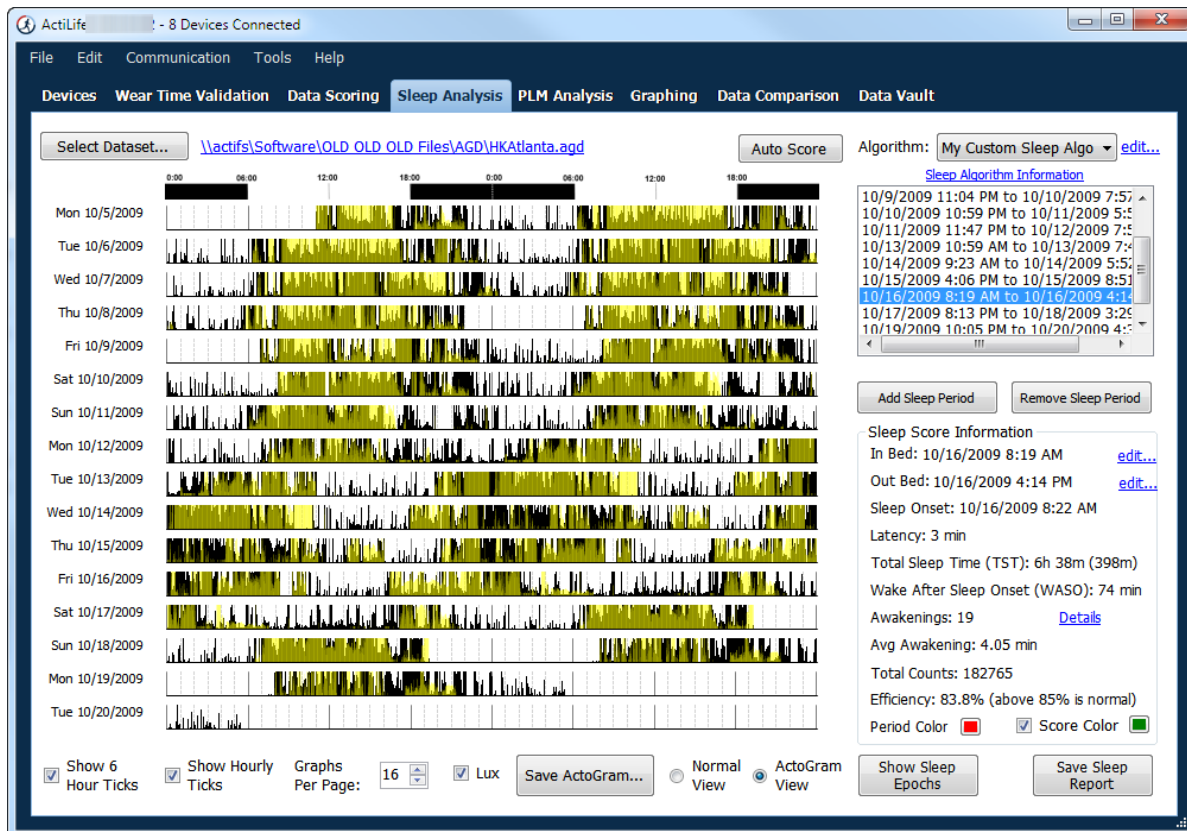 ActiLife - 8 Devices Connected
File Edit Communication Tools Help
Devices Wear Time Validation Data Scoring Sleep Analysis PLM Analysis Graphing Data Comparison Data Vault
Select Dataset... \\actifs\Software\OLD OLD OLD Files\AGD\HKAtlanta.agd Auto Score Algorithm: My Custom Sleep Algo edit...
Sleep Algorithm Information
0:00 06:00 12:00 18:00 0:00 06:00 12:00 18:00
Mon 10/5/2009
Tue 10/6/2009
Wed 10/7/2009
Thu 10/8/2009
Fri 10/9/2009
Sat 10/10/2009
Sun 10/11/2009
Mon 10/12/2009
Tue 10/13/2009
Wed 10/14/2009
Thu 10/15/2009
Fri 10/16/2009
Sat 10/17/2009
Sun 10/18/2009
Mon 10/19/2009
Tue 10/20/2009
10/9/2009 11:04 PM to 10/10/2009 7:57
10/10/2009 10:59 PM to 10/11/2009 5:5
10/11/2009 11:47 PM to 10/12/2009 7:5
10/13/2009 10:59 AM to 10/13/2009 7:4
10/14/2009 9:23 AM to 10/14/2009 5:52
10/15/2009 4:06 PM to 10/15/2009 8:51
10/16/2009 8:19 AM to 10/16/2009 4:14
10/17/2009 8:13 PM to 10/18/2009 3:29
10/19/2009 10:05 PM to 10/20/2009 4:3
Add Sleep Period Remove Sleep Period
Sleep Score Information
In Bed: 10/16/2009 8:19 AM edit...
Out Bed: 10/16/2009 4:14 PM edit...
Sleep Onset: 10/16/2009 8:22 AM
Latency: 3 min
Total Sleep Time (TST): 6h 38m (398m)
Wake After Sleep Onset (WASO): 74 min
Awakenings: 19 Details
Avg Awakening: 4.05 min
Total Counts: 182765
Efficiency: 83.8% (above 85% is normal)
Period Color Score Color
Show 6 Hour Ticks
Show Hourly Ticks
Graphs Per Page: 16
Lux
Save ActoGram...
Normal View
ActoGram View
Show Sleep Epochs
Save Sleep Report